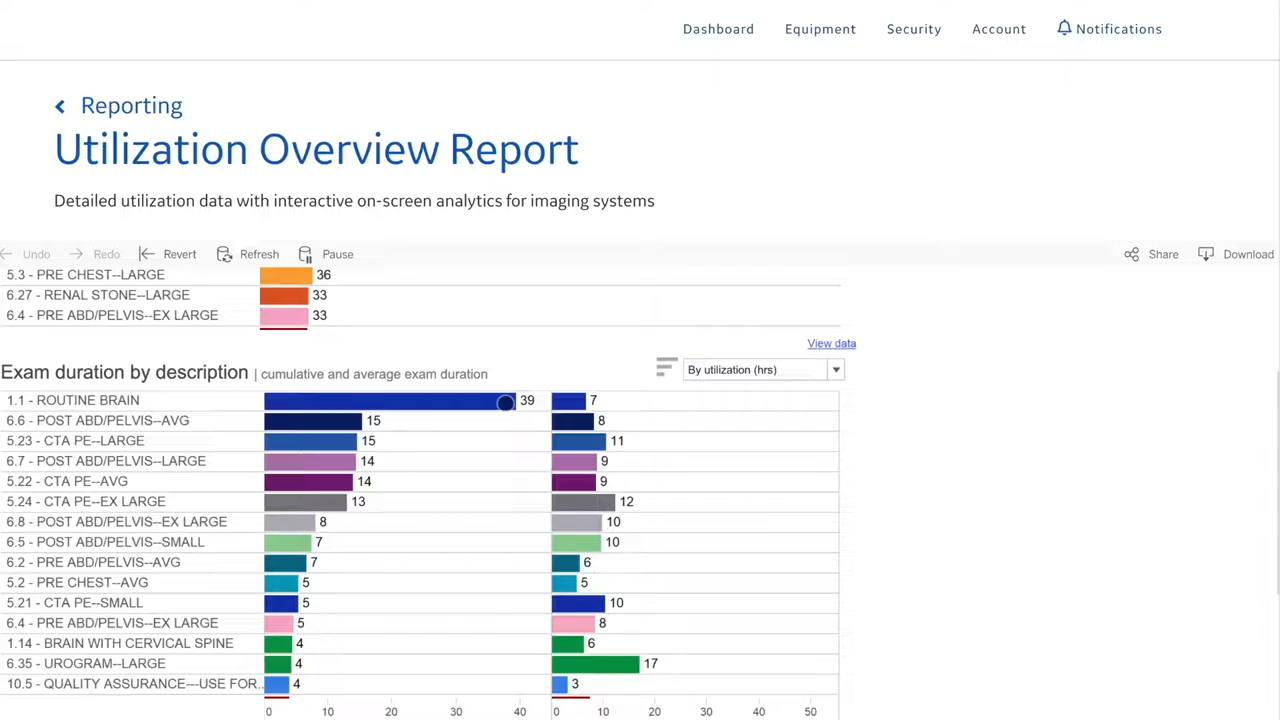 Dashboard Equipment Security Account Notifications
Reporting
Utilization Overview Report
Detailed utilization data with interactive on-screen analytics for imaging systems
Undo Redo Revert Refresh Pause Share Download
5.3 - PRE CHEST--LARGE 36
6.27 - RENAL STONE--LARGE 33
6.4 - PRE ABD/PELVIS--EX LARGE 33
View data
Exam duration by description | cumulative and average exam duration By utilization (hrs)
1.1 - ROUTINE BRAIN 39 7
6.6 - POST ABD/PELVIS--AVG 15 8
5.23 - CTA PE--LARGE 15 11
6.7 - POST ABD/PELVIS--LARGE 14 9
5.22 - CTA PE--AVG 14 9
5.24 - CTA PE--EX LARGE 13 12
6.8 - POST ABD/PELVIS--EX LARGE 8 10
6.5 - POST ABD/PELVIS--SMALL 7 10
6.2 - PRE ABD/PELVIS--AVG 7 6
5.2 - PRE CHEST--AVG 5 5
5.21 - CTA PE--SMALL 5 10
6.4 - PRE ABD/PELVIS--EX LARGE 5 8
1.14 - BRAIN WITH CERVICAL SPINE 4 6
6.35 - UROGRAM--LARGE 4 17
10.5 - QUALITY ASSURANCE---USE FOR.. 4 3
0 10 20 30 40 0 10 20 30 40 50